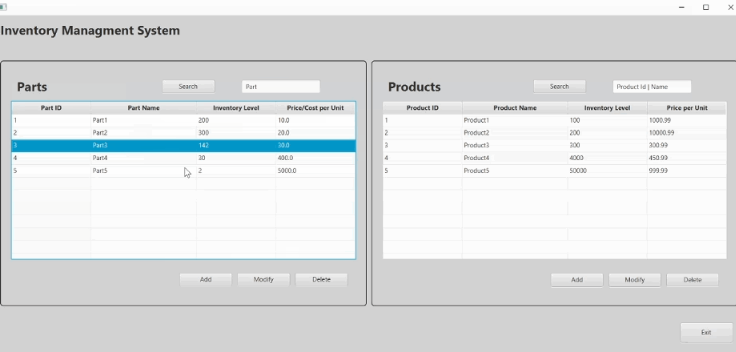 Inventory Managment System
Parts
Search
Part
Part ID Part Name Inventory Level Price/Cost per Unit
1 Part1 200 10.0
2 Part2 300 20.0
3 Part3 142 30.0
4 Part4 30 400.0
5 Part5 2 5000.0
Add Modify Delete
Products
Search
Product Id | Name
Product ID Product Name Inventory Level Price per Unit
1 Product1 100 1000.99
2 Product2 200 10000.99
3 Product3 300 300.99
4 Product4 4000 450.99
5 Product5 50000 999.99
Add Modify Delete
Exit